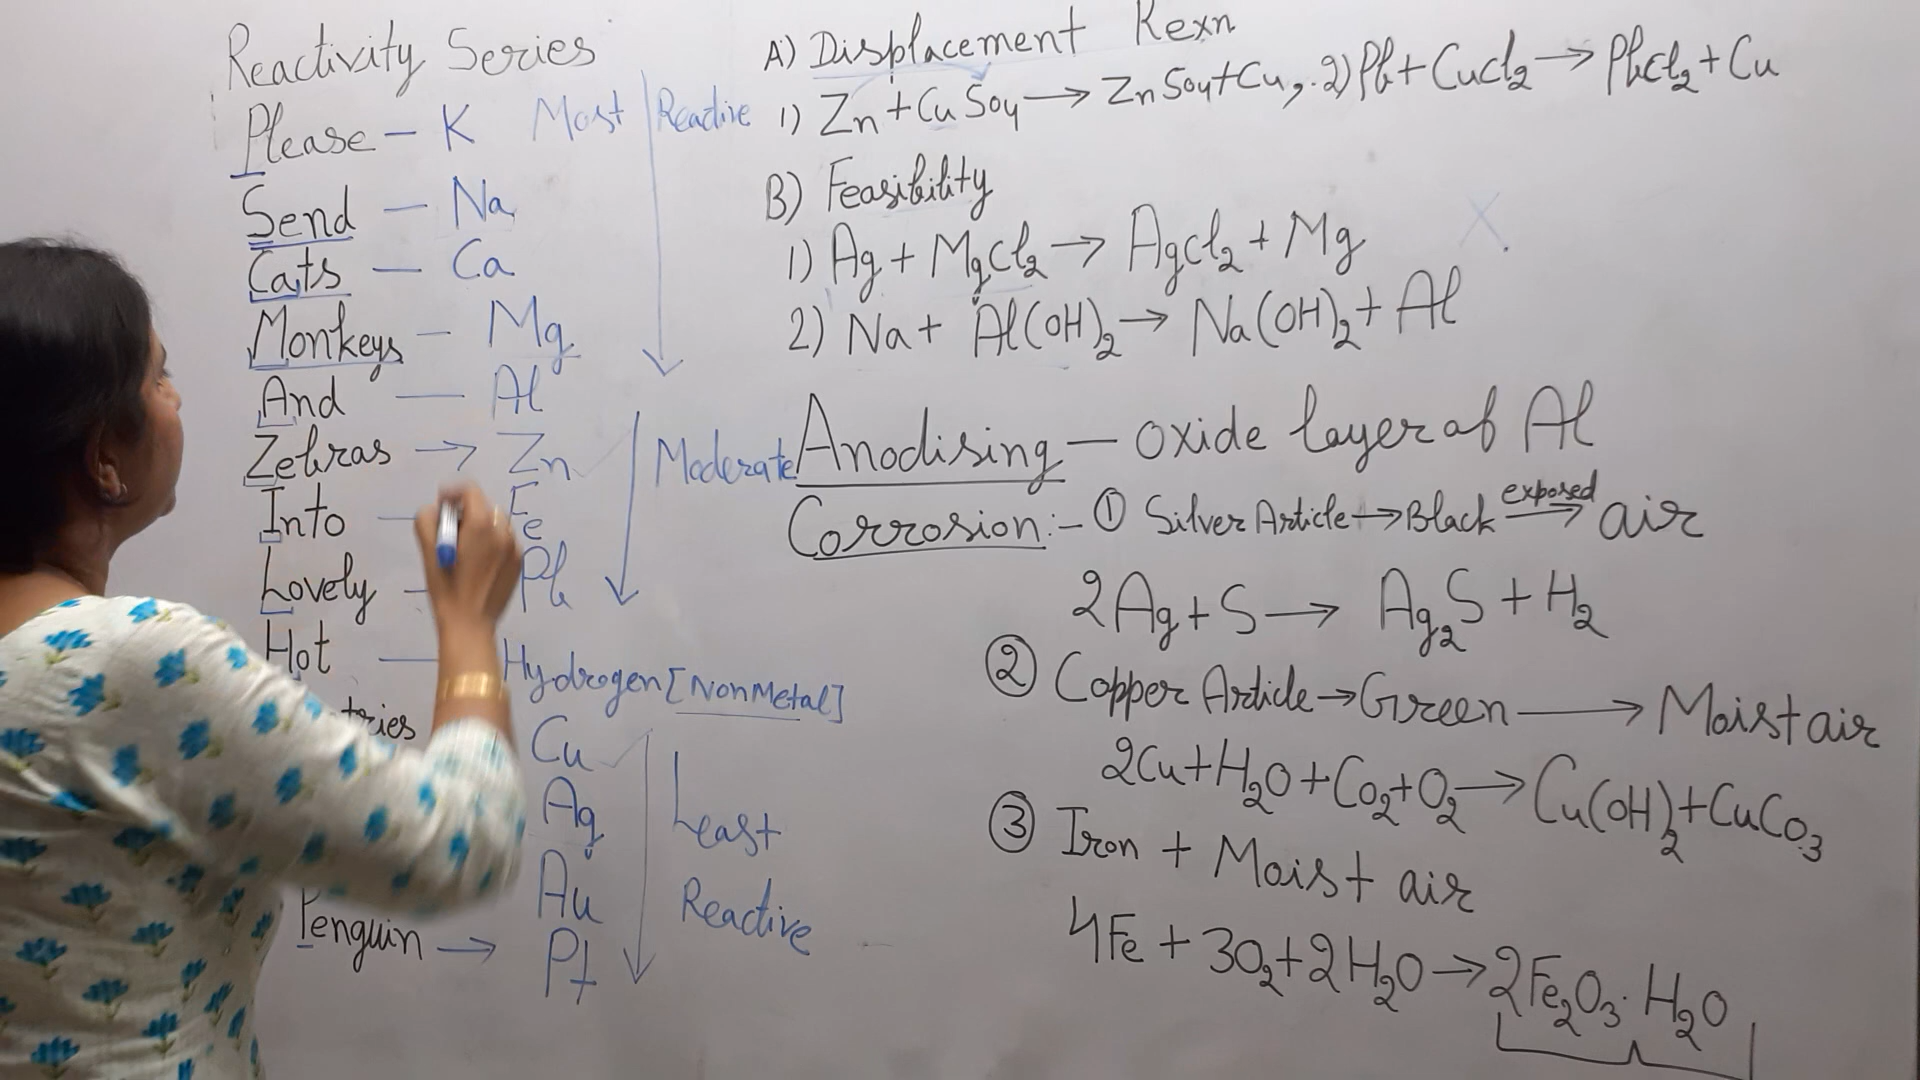 Reactivity Series
Please - K Most Reactive
Send - Na
Cats - Ca
Monkeys - Mg
And - Al
Zebras → Zn Moderate
Into - Fe
Lovely - Pb
Hot - Hydrogen [NonMetal]
tries Cu
Ag Least
Au Reactive
Penguin → Pt
A) Displacement Rexn
1) Zn + CuSo4 → ZnSo4 + Cu, 2) Pb + CuCl2 → PbCl2 + Cu
B) Feasibility
1) Ag + MgCl2 → AgCl2 + Mg X
2) Na + Al(OH)2 → Na(OH)2 + Al
Anodising - oxide layer of Al
Corrosion :- ① Silver Article → Black exposed → air
2Ag + S → Ag2S + H2
② Copper Article → Green → Moist air
2Cu + H2O + Co2 + O2 → Cu(OH)2 + CuCo3
③ Iron + Moist air
4Fe + 3O2 + 2H2O → 2Fe2O3.H2O